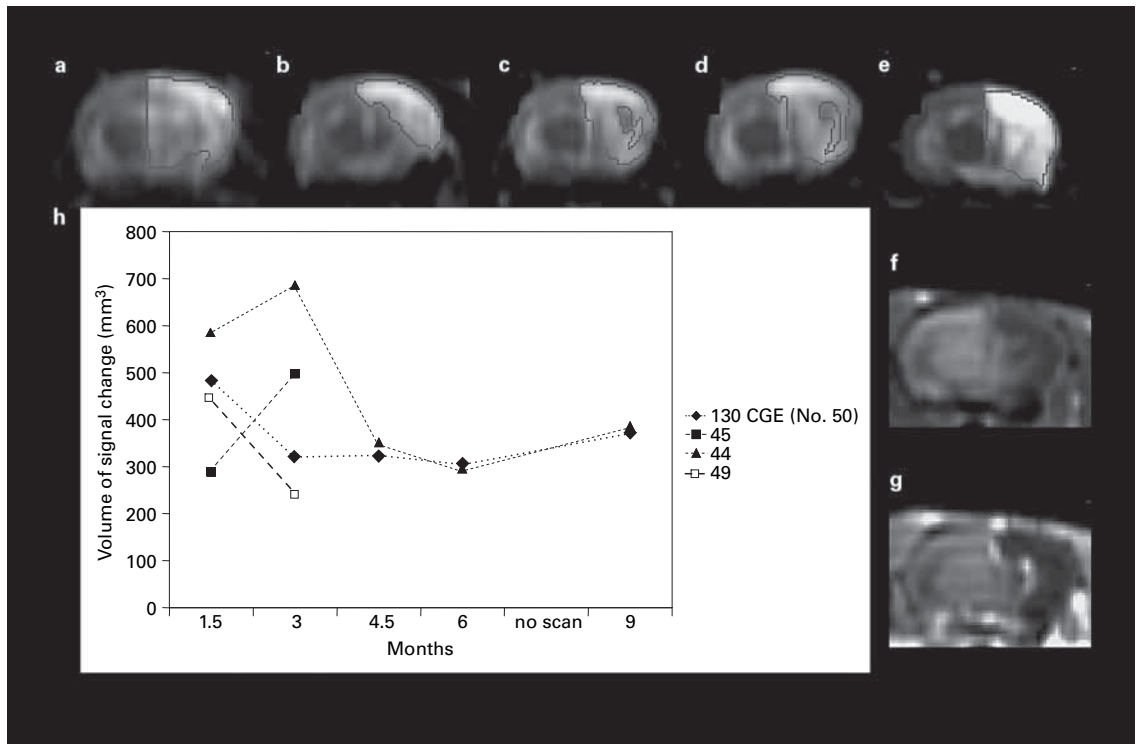 a b c d e
h
f
g
800
700
600
500
400
300
200
100
0
Volume of signal change (mm³)
1.5 3 4.5 6 no scan 9
Months
130 CGE (No. 50)
45
44
49